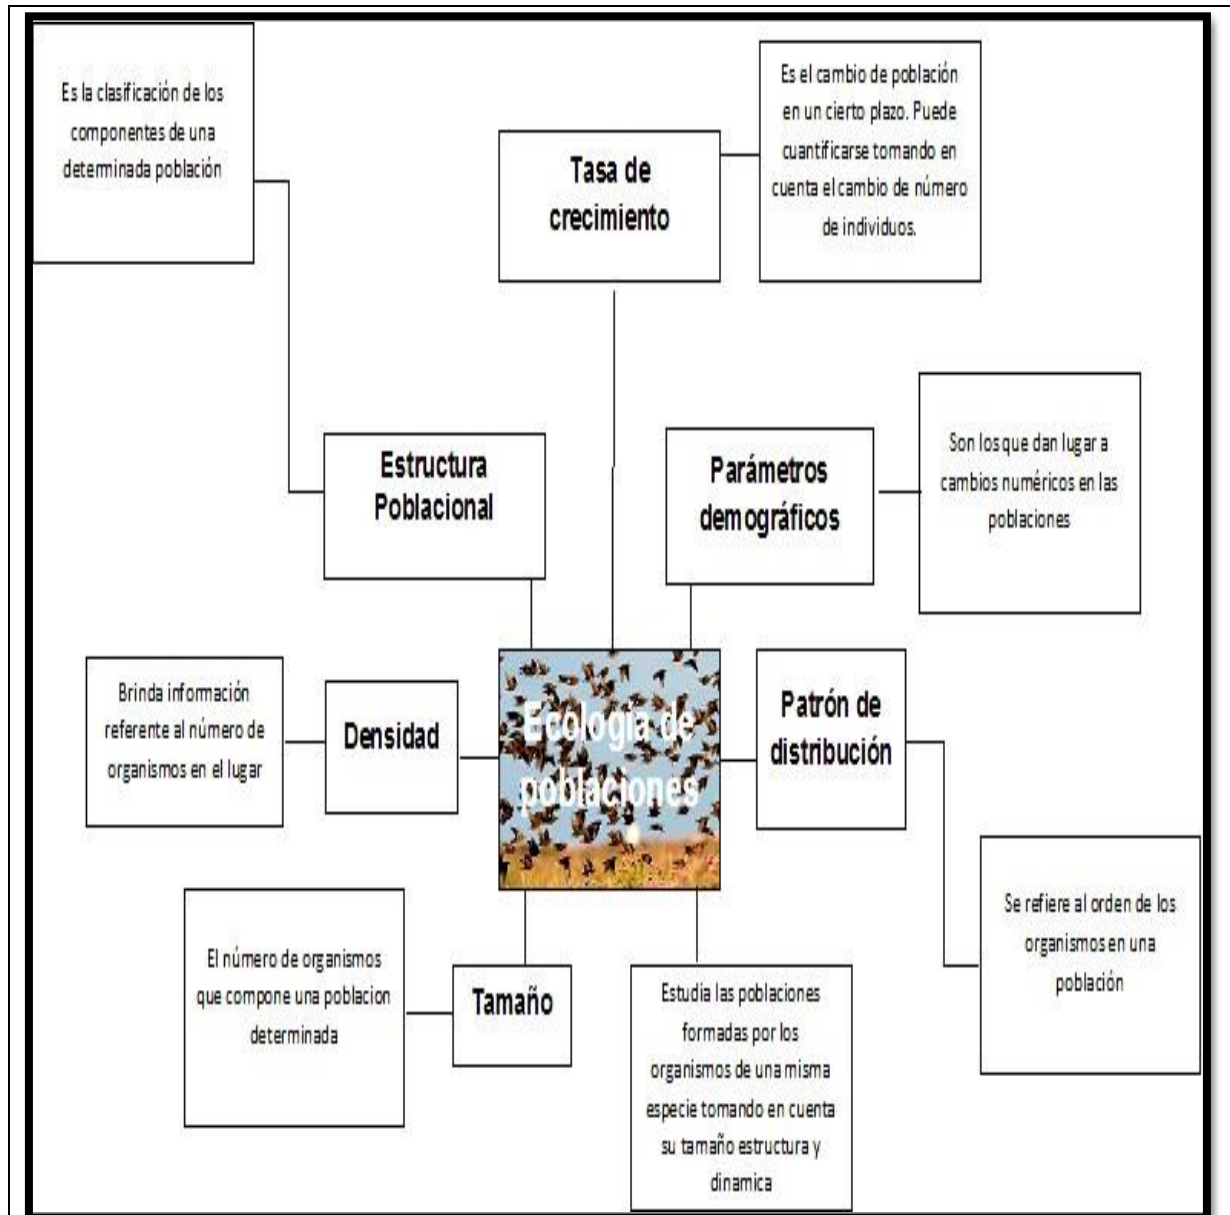 Es la clasificación de los
componentes de una
determinada población
Tasa de
crecimiento
Es el cambio de población
en un cierto plazo. Puede
cuantificarse tomando en
cuenta el cambio de número
de individuos.
Estructura
Poblacional
Parámetros
demográficos
Son los que dan lugar a
cambios numéricos en las
poblaciones
Brinda información
referente al número de
organismos en el lugar
Densidad
Ecología de
poblaciones
Patrón de
distribución
Se refiere al orden de los
organismos en una
población
El número de organismos
que compone una poblacion
determinada
Tamaño
Estudia las poblaciones
formadas por los
organismos de una misma
especie tomando en cuenta
su tamaño estructura y
dinamica